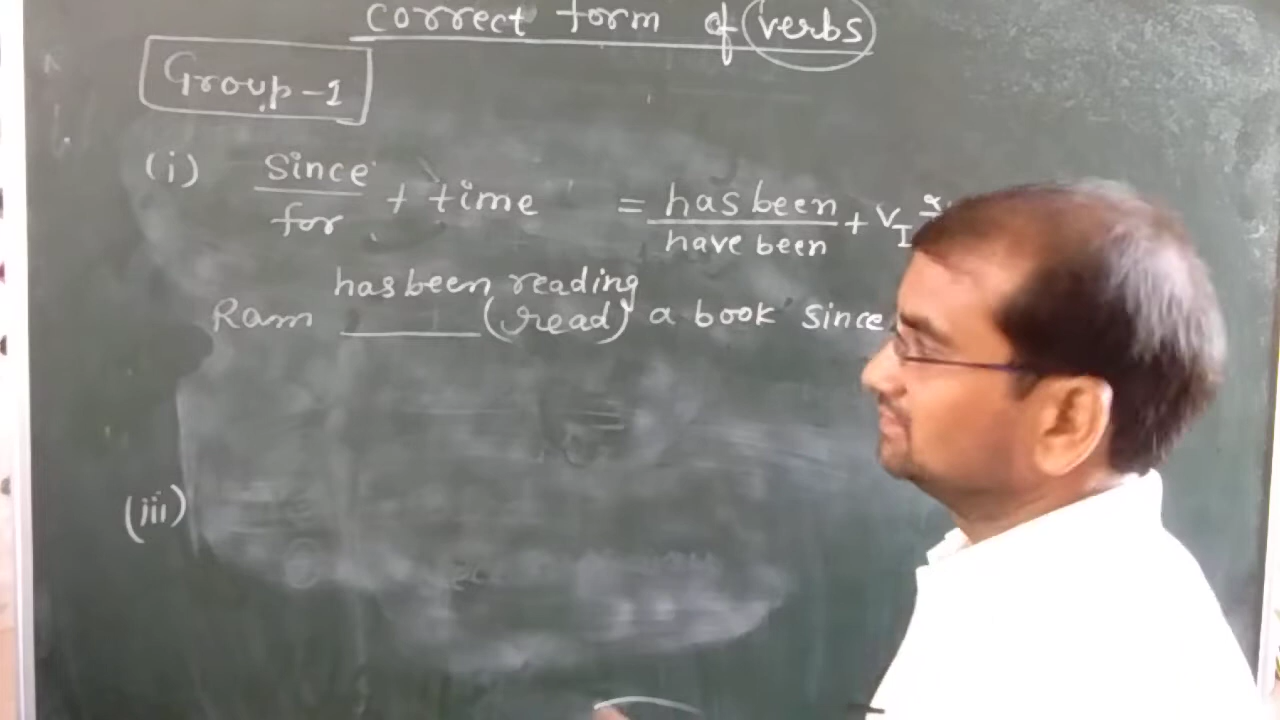 correct form of verbs
Group-1
(i) Since/for + time = has been/have been + V
has been reading
Ram ______ (read) a book since
(iii)